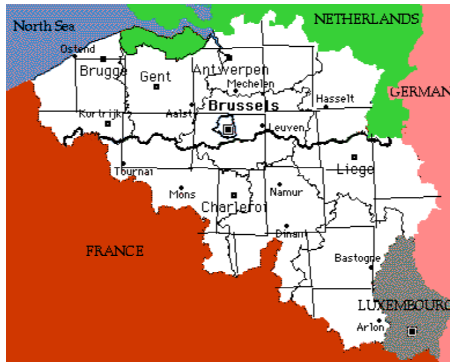 NETHERLANDS
North Sea
Ostend
Brugge
Gent
Antwerpen
Mechelen
GERMAN
Kortrijk
Aalst
Brussels
Hasselt
Leuven
Tournai
Liege
Mons
Charleroi
Namur
Dinant
FRANCE
Bastogne
LUXEMBOURG
Arlon